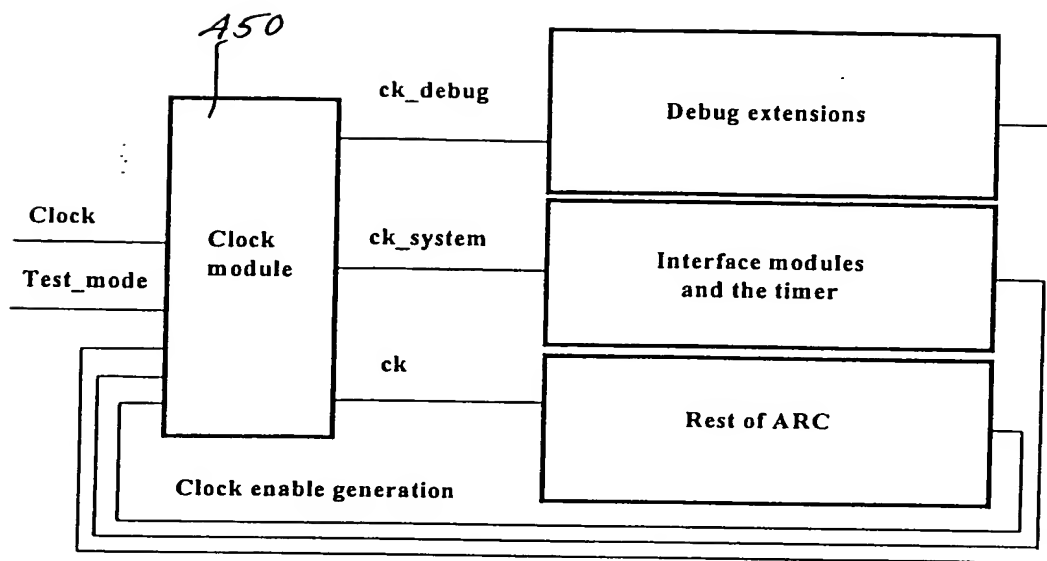 A50
ck_debug
Debug extensions
Clock
Clock
module
ck_system
Interface modules
and the timer
Test_mode
ck
Rest of ARC
Clock enable generation